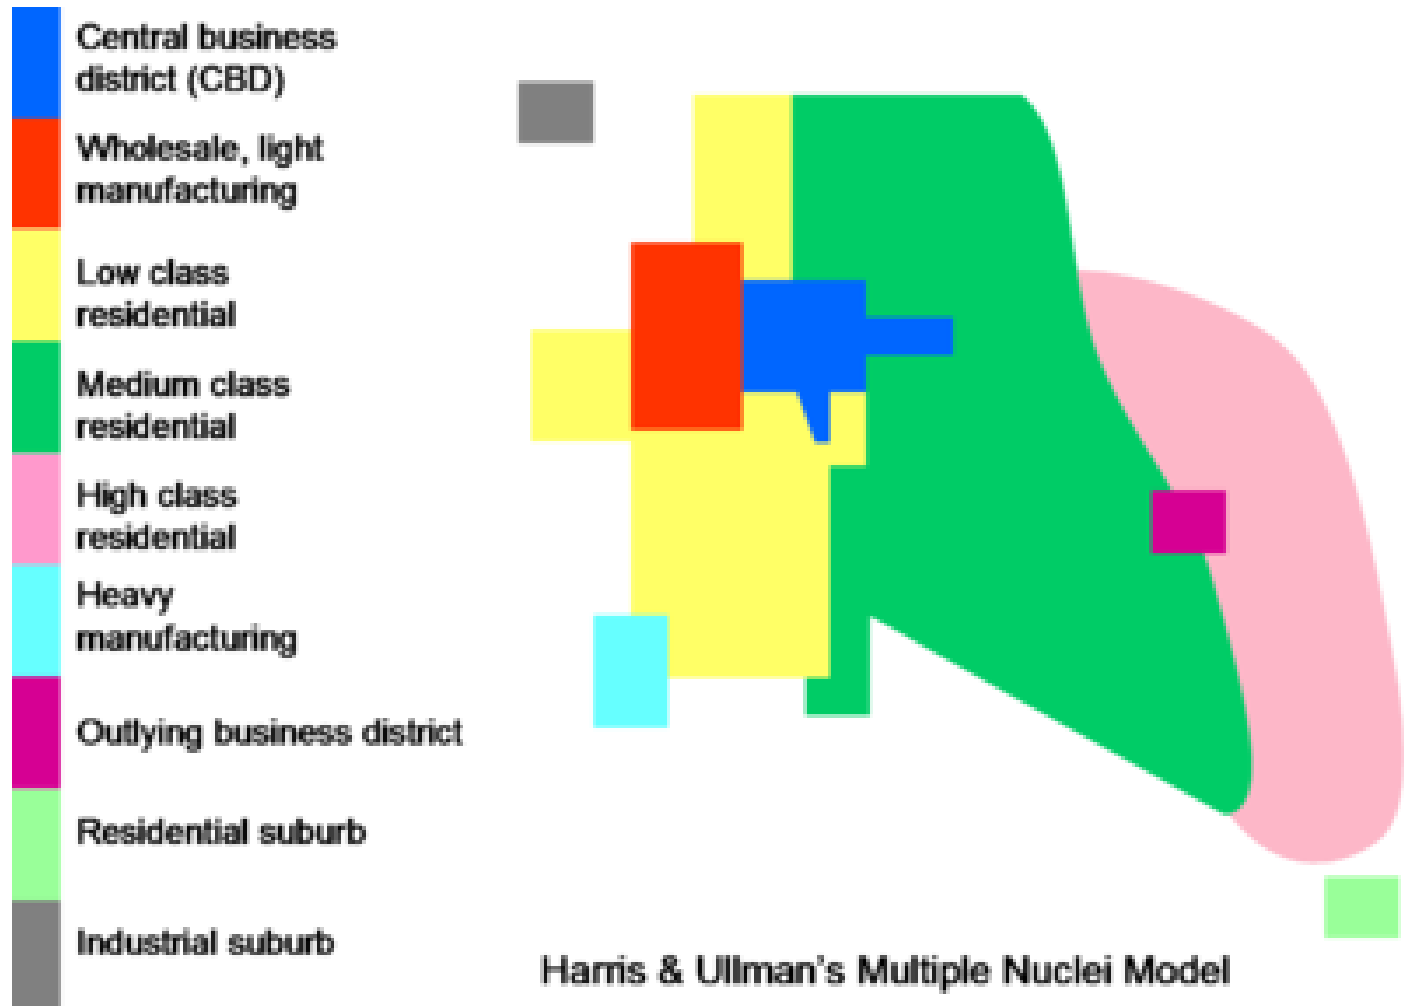 Central business
district (CBD)
Wholesale, light
manufacturing
Low class
residential
Medium class
residential
High class
residential
Heavy
manufacturing
Outlying business district
Residential suburb
Industrial suburb
Harris & Ullman's Multiple Nuclei Model